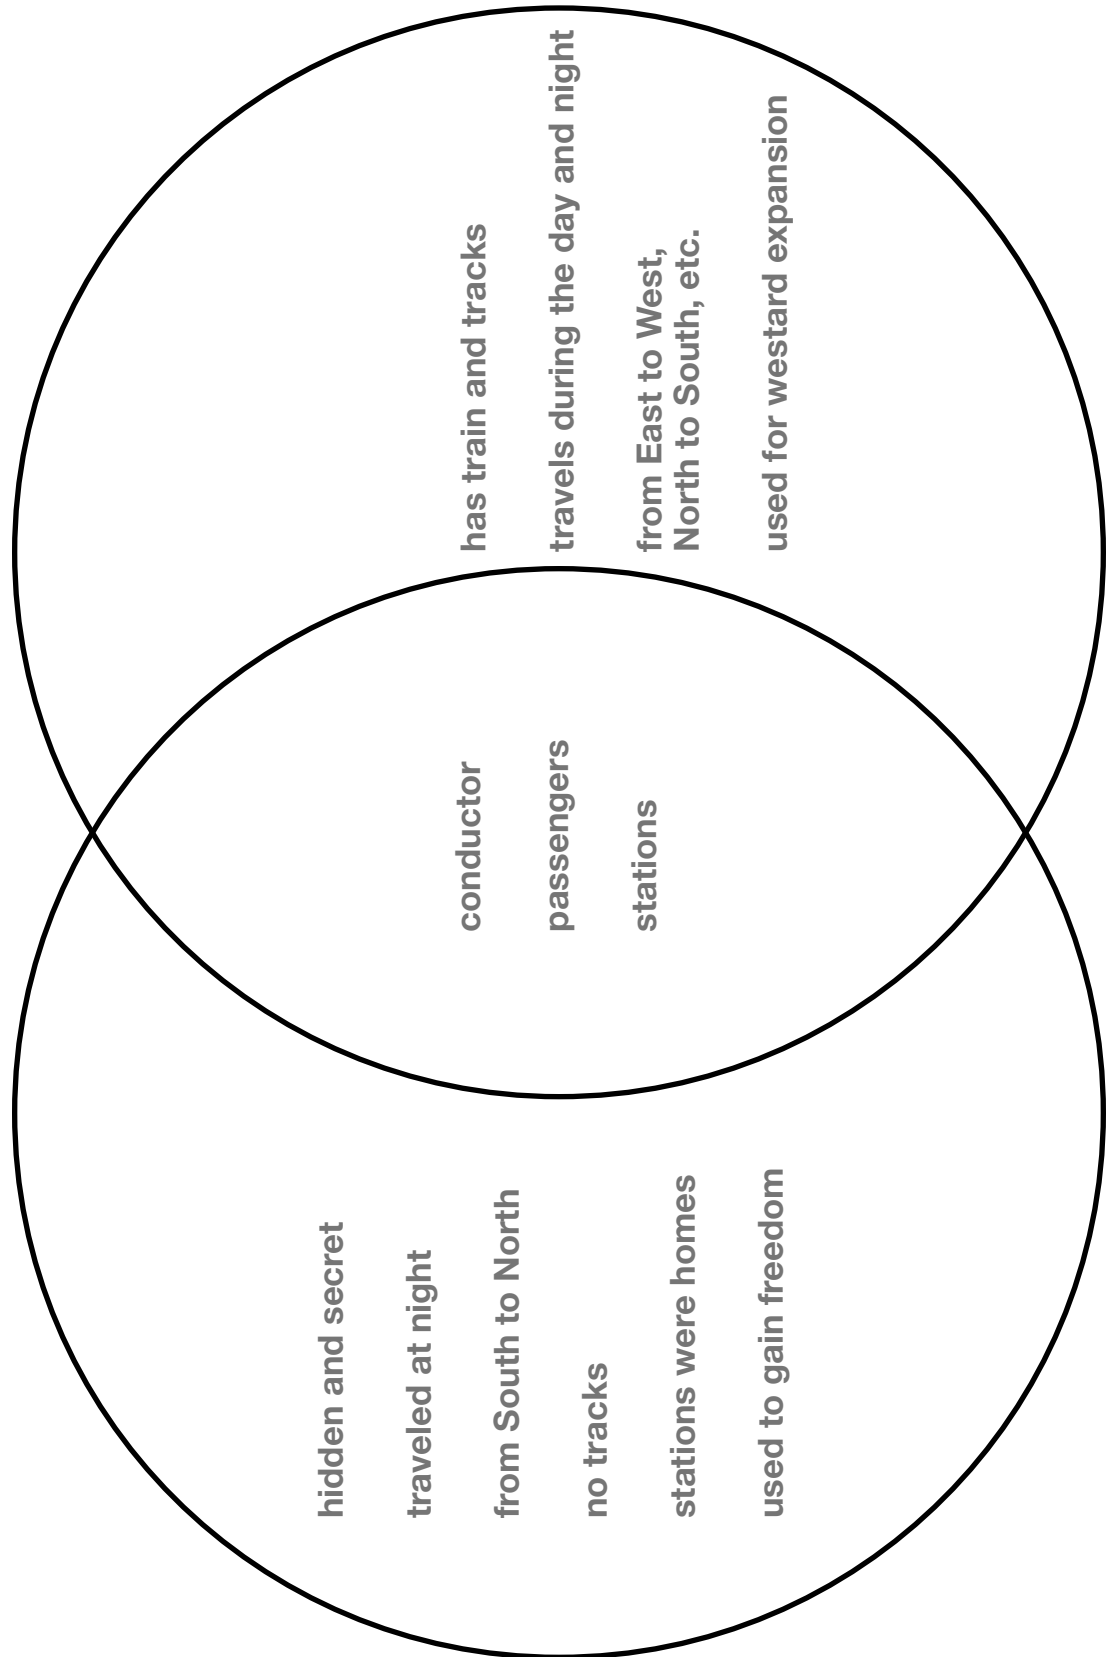 hidden and secret
traveled at night
from South to North
no tracks
stations were homes
used to gain freedom
conductor
passengers
stations
has train and tracks
travels during the day and night
from East to West,
North to South, etc.
used for westard expansion